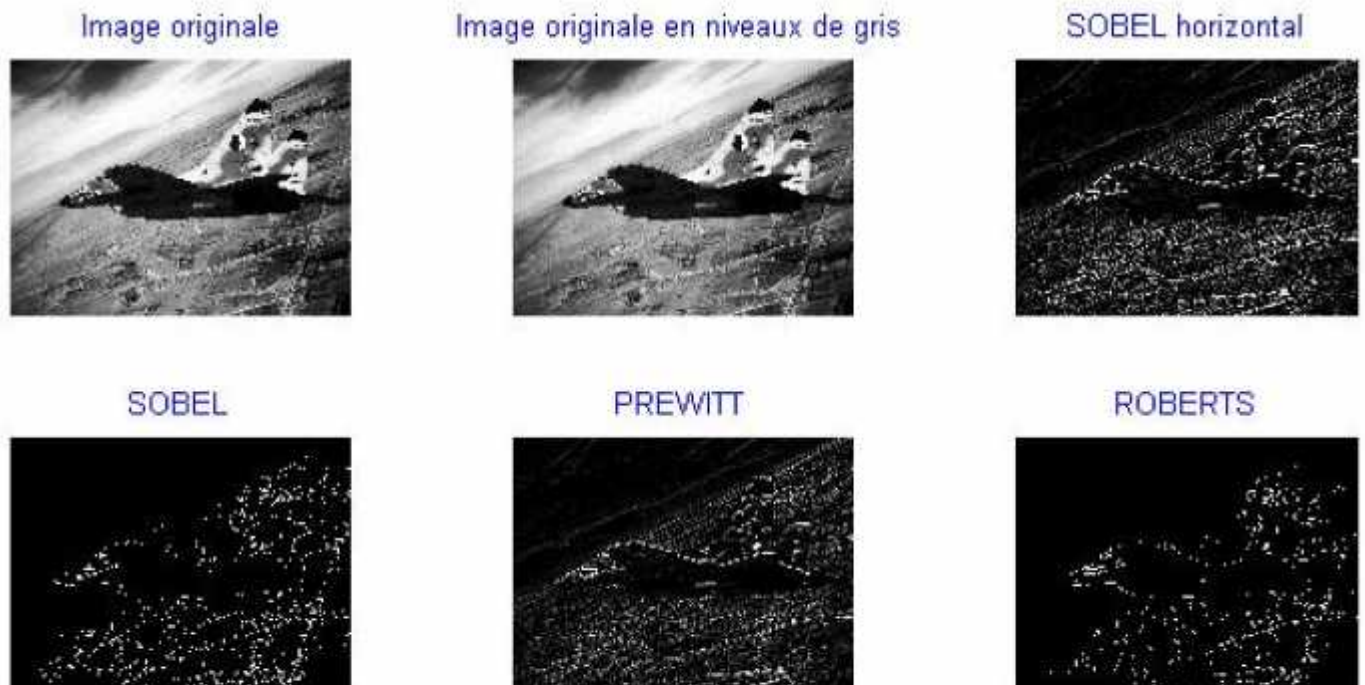 Image originale
Image originale en niveaux de gris
SOBEL horizontal
SOBEL
PREWITT
ROBERTS